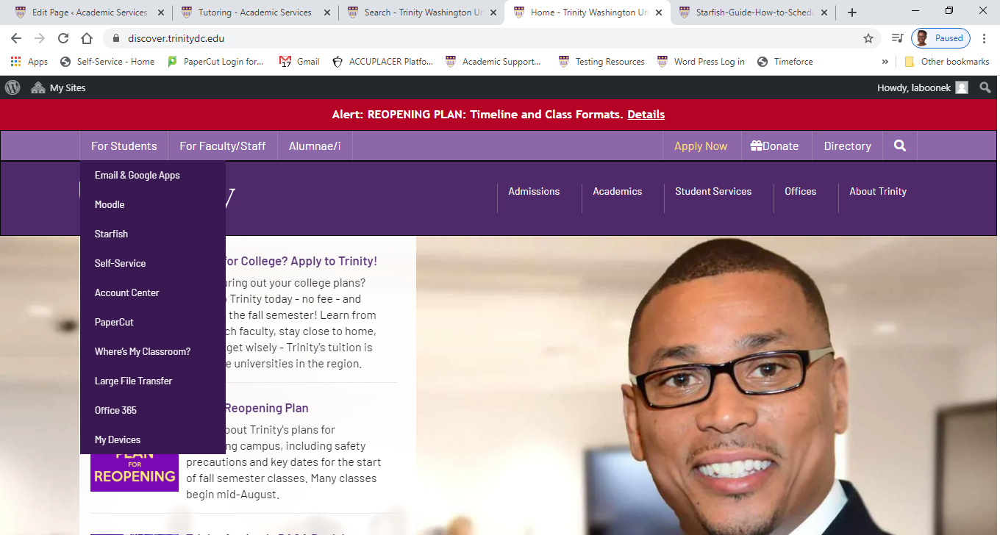 Edit Page ‹ Academic Services
Tutoring - Academic Services
Search - Trinity Washington Un
Home - Trinity Washington Un
Starfish-Guide-How-to-Schedu
discover.trinitydc.edu
Paused
Apps
Self-Service - Home
PaperCut Login for...
17
Gmail
ACCUPLACER Platfo...
Academic Support...
Testing Resources
Word Press Log in
Timeforce
»
Other bookmarks
My Sites
Howdy, laboonek
Alert: REOPENING PLAN: Timeline and Class Formats. Details
For Students
For Faculty/Staff
Alumnae/i
Apply Now
Donate
Directory
Email & Google Apps
Moodle
Starfish
Self-Service
Account Center
PaperCut
Where's My Classroom?
Large File Transfer
Office 365
My Devices
y
Admissions
Academics
Student Services
Offices
About Trinity
for College? Apply to Trinity!
uring out your college plans?
Trinity today - no fee - and
the fall semester! Learn from
ch faculty, stay close to home,
get wisely - Trinity's tuition is
e universities in the region.
Reopening Plan
bout Trinity's plans for
ng campus, including safety
precautions and key dates for the start
of fall semester classes. Many classes
begin mid-August.
PLAN
FOR
REOPENING